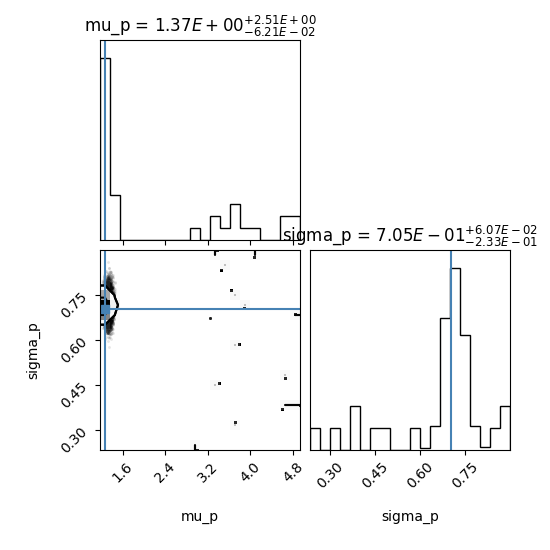 mu_p = 1.37E+00+2.51E+00−6.21E−02
sigma_p = 7.05E−01+6.07E−02−2.33E−01
0.75
0.60
0.45
0.30
sigma_p
1.6 2.4 3.2 4.0 4.8
0.30 0.45 0.60 0.75
mu_p
sigma_p